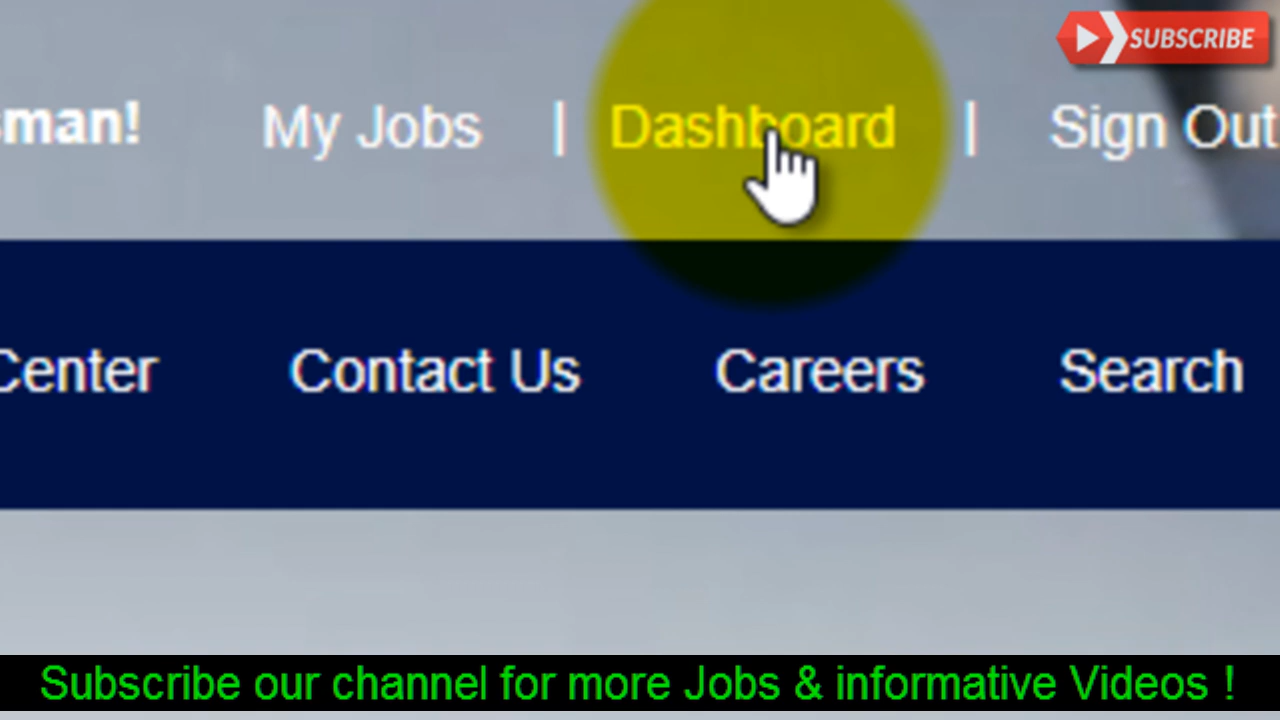 SUBSCRIBE
sman! My Jobs | Dashboard | Sign Out
Center Contact Us Careers Search
Subscribe our channel for more Jobs & informative Videos !